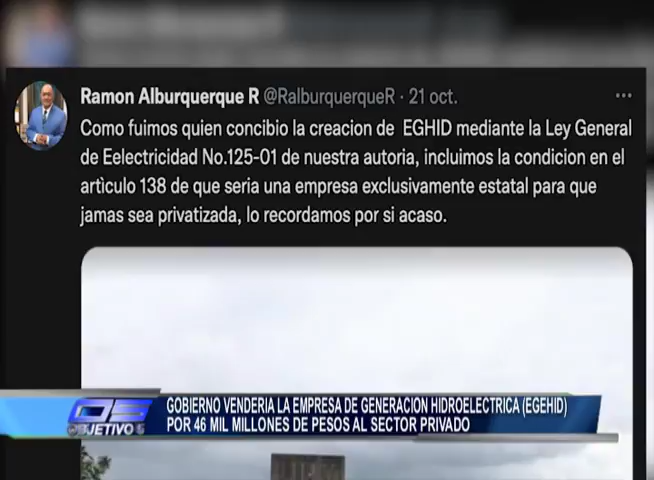 Ramon Alburquerque R @RalburquerqueR · 21 oct.
Como fuimos quien concibio la creacion de EGHID mediante la Ley General
de Eelectricidad No.125-01 de nuestra autoria, incluimos la condicion en el
artìculo 138 de que seria una empresa exclusivamente estatal para que
jamas sea privatizada, lo recordamos por si acaso.
GOBIERNO VENDERIA LA EMPRESA DE GENERACION HIDROELECTRICA (EGEHID)
POR 46 MIL MILLONES DE PESOS AL SECTOR PRIVADO
O5
OBJETIVO 5